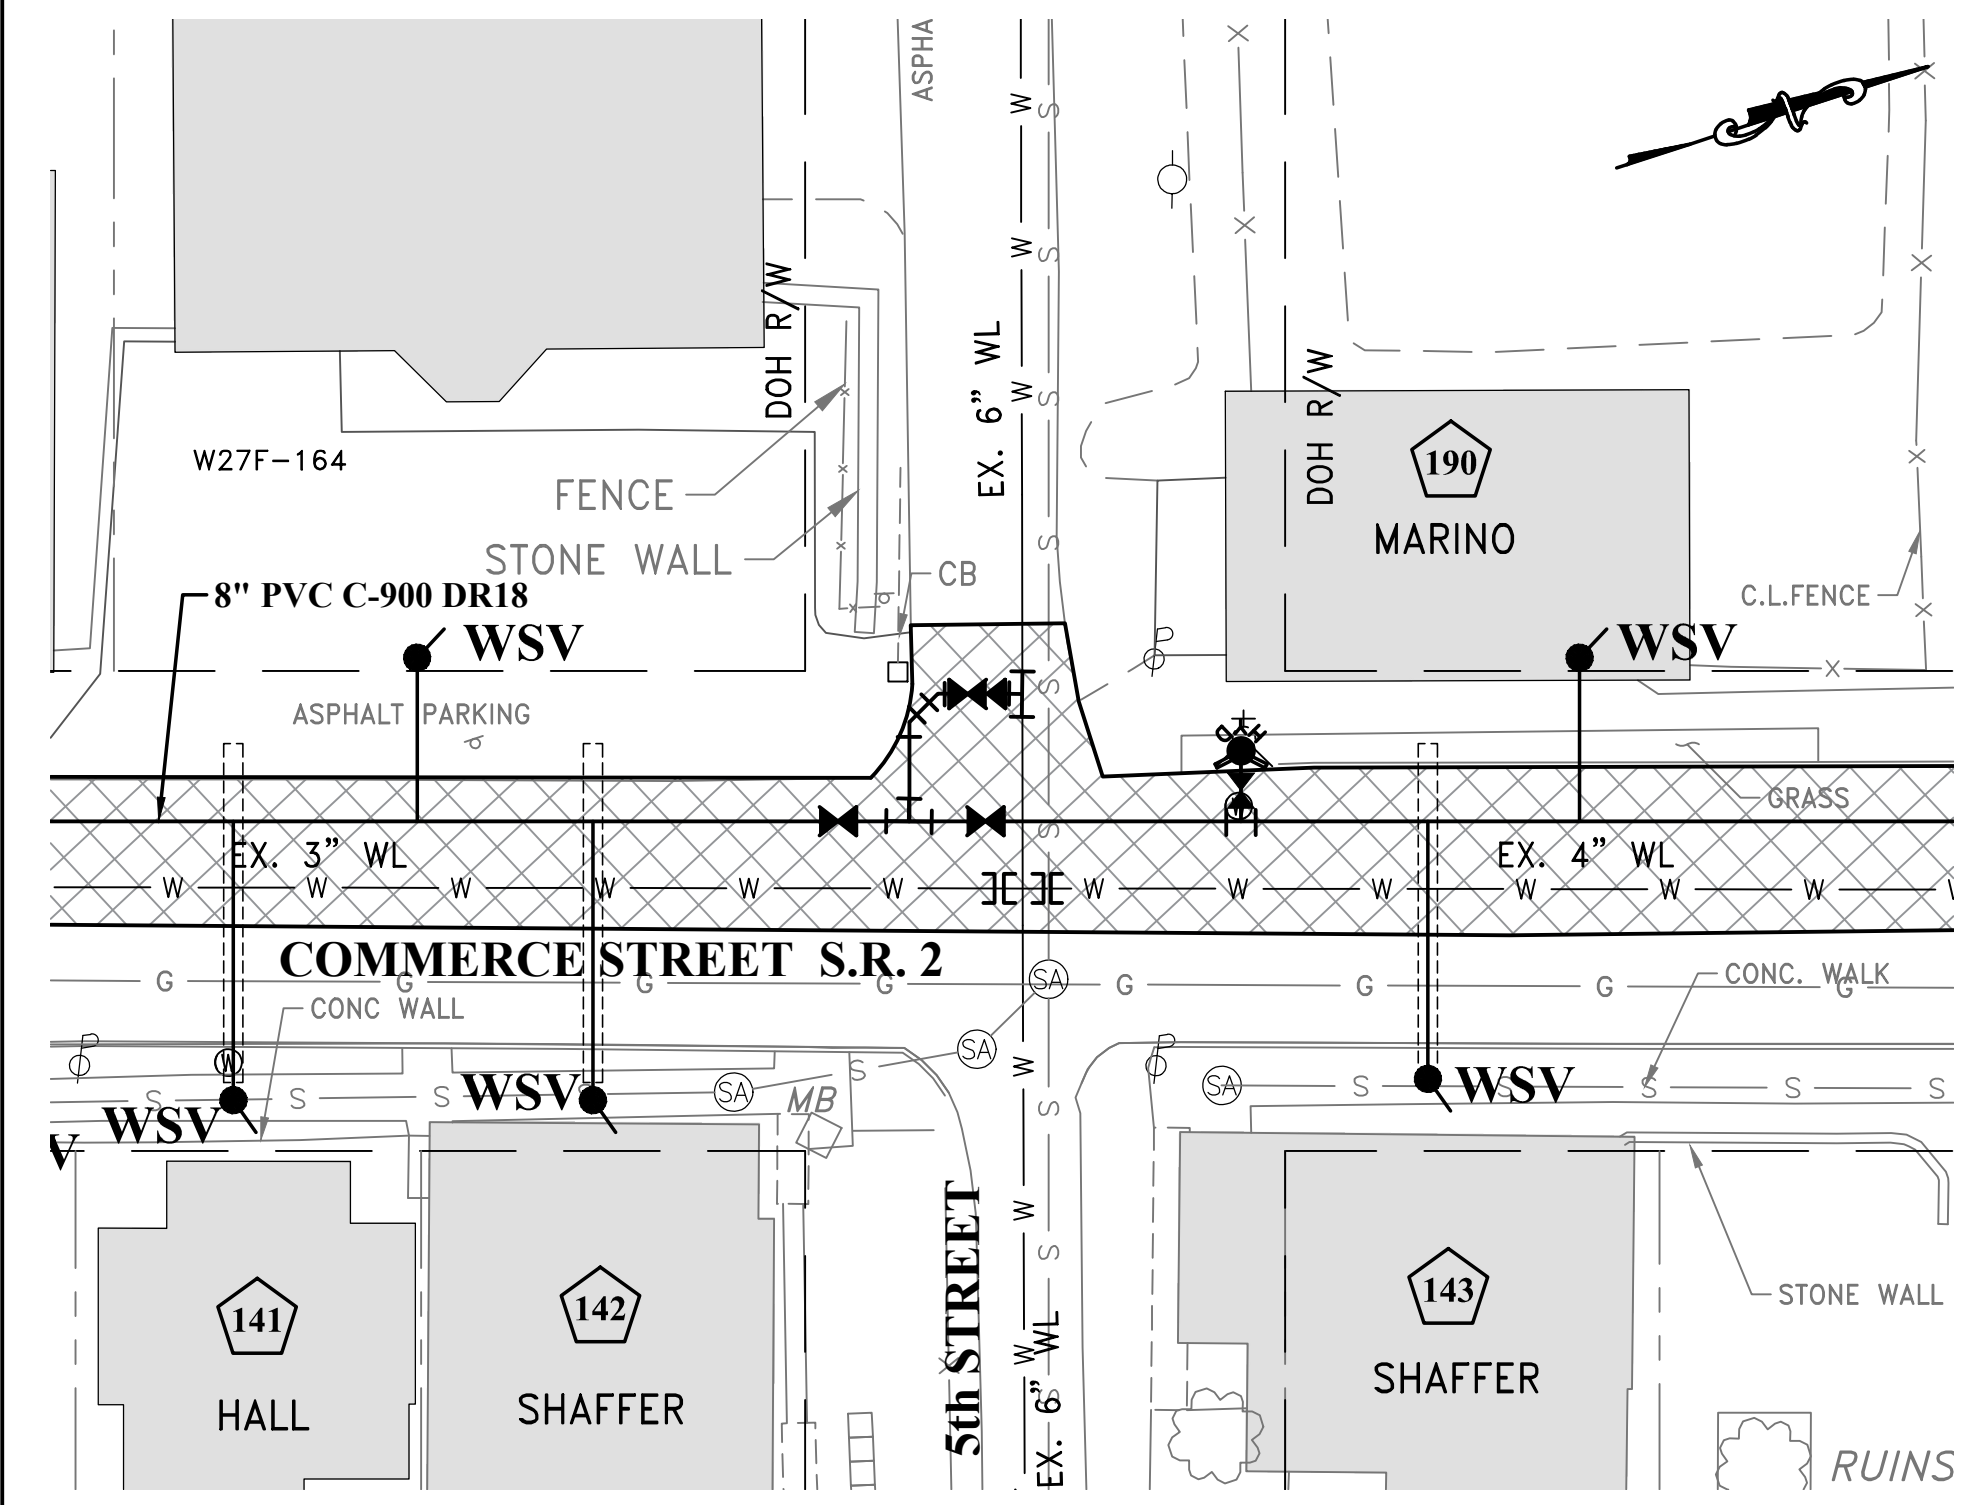 ASPHA
W
S
DOH R/W
W
S
EX. 6” WL
W
S
DOH R/W
190
MARINO
W27F-164
FENCE
STONE WALL
CB
S
8" PVC C-900 DR18
C.L.FENCE
WSV
WSV
ASPHALT PARKING
S
GRASS
S
W
EX. 3” WL
EX. 4” WL
W W W W W W W W W W W W
COMMERCE STREET S.R. 2
G G G G G G G G
SA
CONC. WALK
CONC WALL
SA
W
W
WSV
WSV
SA
MB
SA
WSV
S S S S S S S S S S
WSV
V
S
W
5th STREET
S
W
EX. 6” WL
S
141
HALL
142
SHAFFER
143
SHAFFER
STONE WALL
RUINS